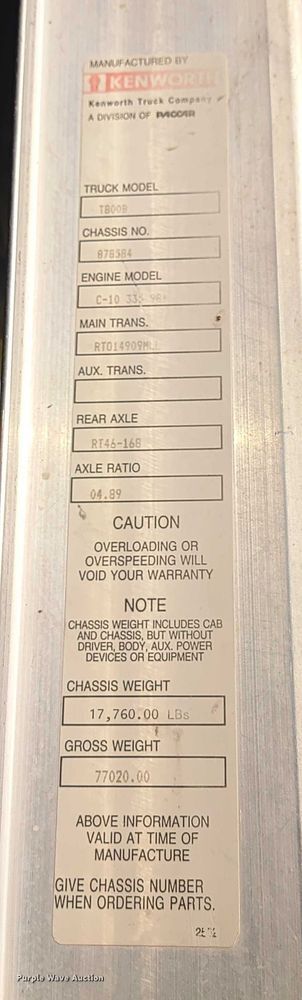 MANUFACTURED BY
KENWORTH
Kenworth Truck Company
A DIVISION OF PACCAR
TRUCK MODEL
T800B
CHASSIS NO.
878584
ENGINE MODEL
C-10 335
MAIN TRANS.
RTO14909MLL
AUX. TRANS.
REAR AXLE
RT46-160
AXLE RATIO
04.89
CAUTION
OVERLOADING OR
OVERSPEEDING WILL
VOID YOUR WARRANTY
NOTE
CHASSIS WEIGHT INCLUDES CAB
AND CHASSIS, BUT WITHOUT
DRIVER, BODY, AUX. POWER
DEVICES OR EQUIPMENT
CHASSIS WEIGHT
17,760.00 LBs
GROSS WEIGHT
77020.00
ABOVE INFORMATION
VALID AT TIME OF
MANUFACTURE
GIVE CHASSIS NUMBER
WHEN ORDERING PARTS.
Purple Wave Auction